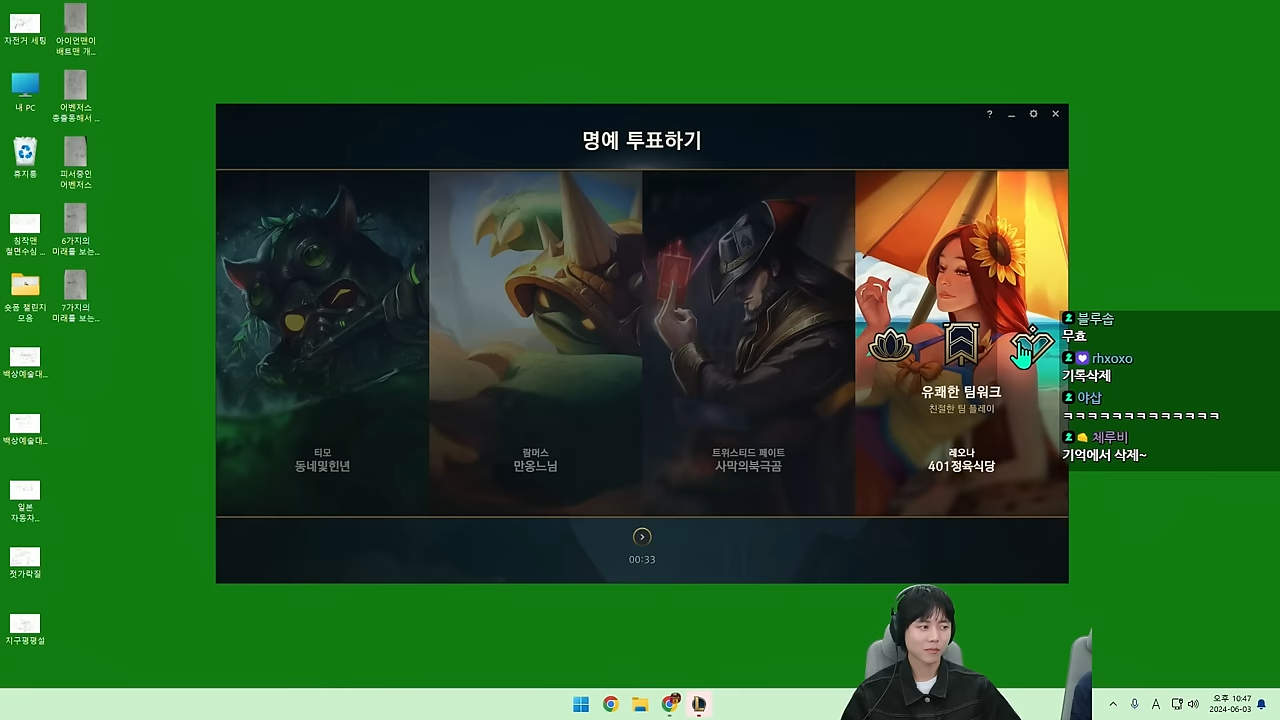 자전거 세팅
아이언맨이
배트맨 개...
내 PC
어벤저스
총출동해서 ...
휴지통
피서중인
어벤저스
침착맨
절면수심 ...
6가지의
미래를 보는...
숏폼 챌린지
모음
7가지의
미래를 보는...
백상예술대...
백상예술대...
일본
자동차...
젓가락질
지구평평설
?
명예 투표하기
티모
동네및힌년
람머스
만옹느님
트위스티드 페이트
사막의북극곰
유쾌한 팀워크
친절한 팀 플레이
레오나
401정육식당
00:33
블루솝
무효
rhxoxo
기록삭제
야삽
ㅋㅋㅋㅋㅋㅋㅋㅋㅋㅋㅋㅋㅋ
체루비
기억에서 삭제~
A
오후 10:47
2024-06-03